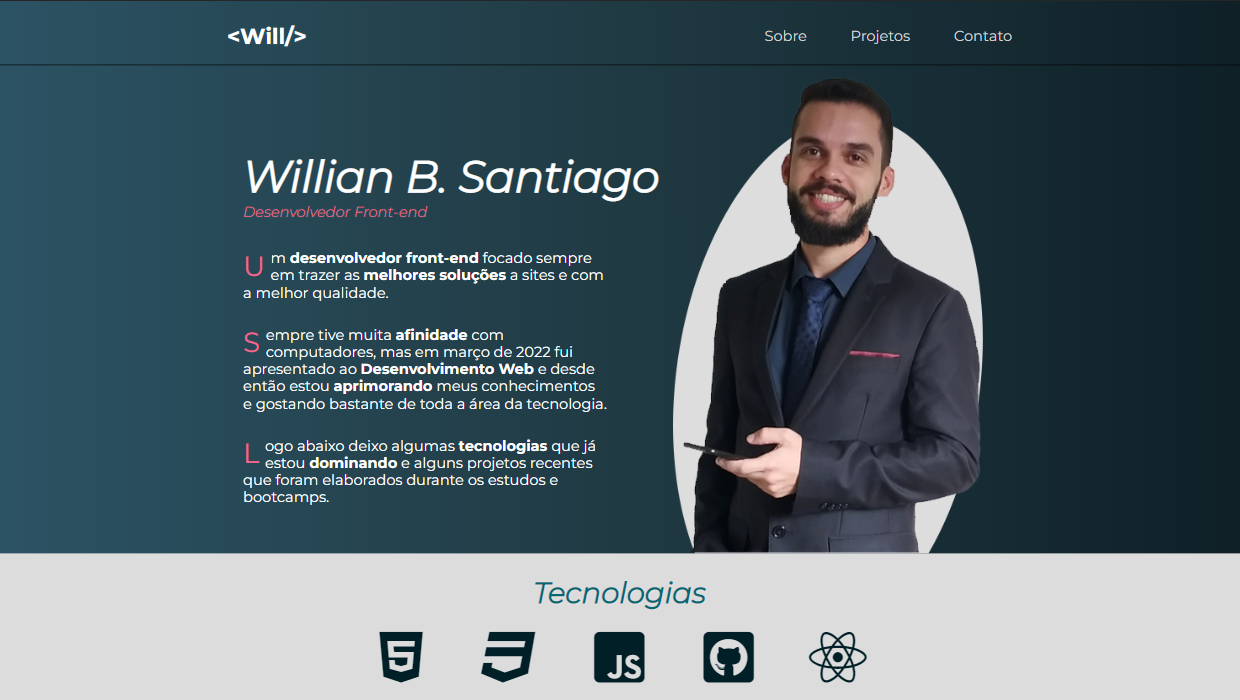 <Will/>
Sobre
Projetos
Contato
Willian B. Santiago
Desenvolvedor Front-end
Um desenvolvedor front-end focado sempre
em trazer as melhores soluções a sites e com
a melhor qualidade.
Sempre tive muita afinidade com
computadores, mas em março de 2022 fui
apresentado ao Desenvolvimento Web e desde
então estou aprimorando meus conhecimentos
e gostando bastante de toda a área da tecnologia.
Logo abaixo deixo algumas tecnologias que já
estou dominando e alguns projetos recentes
que foram elaborados durante os estudos e
bootcamps.
Tecnologias
5
JS